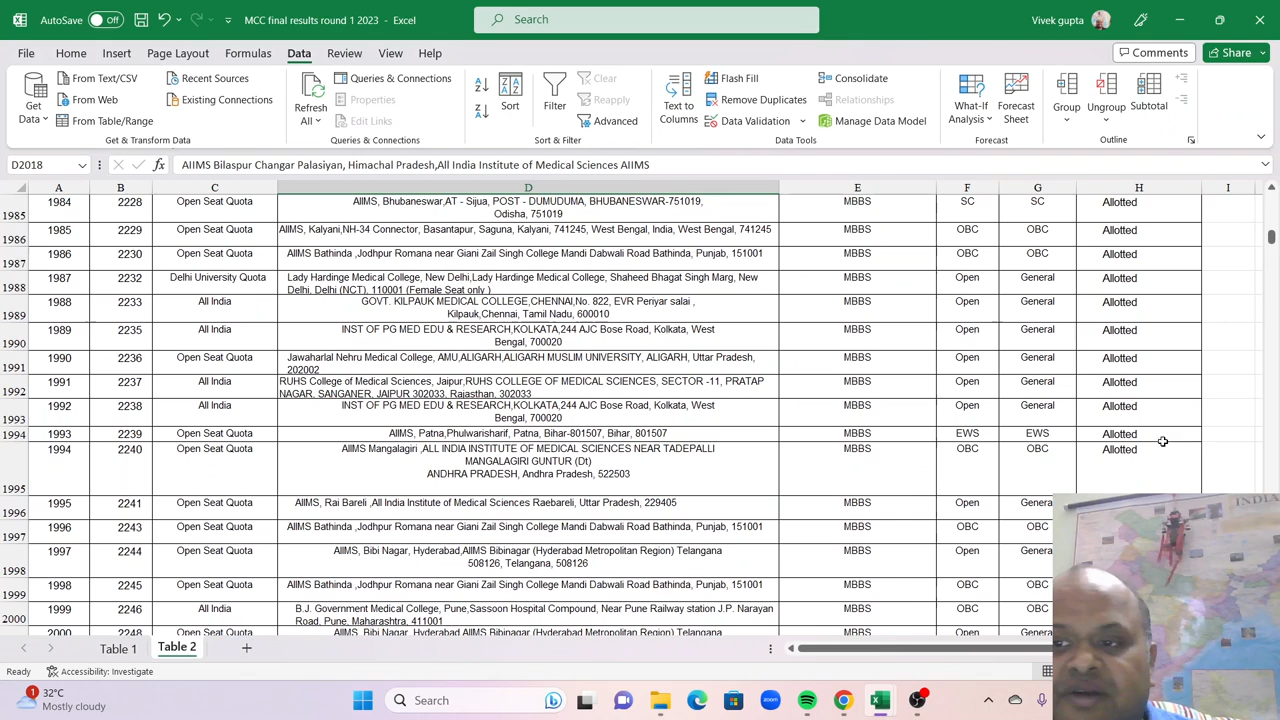 AutoSave Off MCC final results round 1 2023 - Excel Search Vivek gupta
File Home Insert Page Layout Formulas Data Review View Help Comments Share
Get Data From Text/CSV Recent Sources Refresh All Queries & Connections Sort Filter Clear Text to Columns Flash Fill Consolidate What-If Analysis Forecast Sheet Group Ungroup Subtotal
From Web Existing Connections Properties Reapply Remove Duplicates Relationships
From Table/Range Edit Links Advanced Data Validation Manage Data Model
Get & Transform Data Queries & Connections Sort & Filter Data Tools Forecast Outline
D2018 fx AIIMS Bilaspur Changar Palasiyan, Himachal Pradesh,All India Institute of Medical Sciences AIIMS
A B C D E F G H I
1985 1984 2228 Open Seat Quota AIIMS, Bhubaneswar,AT - Sijua, POST - DUMUDUMA, BHUBANESWAR-751019, MBBS SC SC Allotted
Odisha, 751019
1986 1985 2229 Open Seat Quota AIIMS, Kalyani,NH-34 Connector, Basantapur, Saguna, Kalyani, 741245, West Bengal, India, West Bengal, 741245 MBBS OBC OBC Allotted
1987 1986 2230 Open Seat Quota AIIMS Bathinda ,Jodhpur Romana near Giani Zail Singh College Mandi Dabwali Road Bathinda, Punjab, 151001 MBBS OBC OBC Allotted
1988 1987 2232 Delhi University Quota Lady Hardinge Medical College, New Delhi,Lady Hardinge Medical College, Shaheed Bhagat Singh Marg, New MBBS Open General Allotted
Delhi, Delhi (NCT), 110001 (Female Seat only )
1989 1988 2233 All India GOVT. KILPAUK MEDICAL COLLEGE,CHENNAI,No. 822, EVR Periyar salai , MBBS Open General Allotted
Kilpauk,Chennai, Tamil Nadu, 600010
1990 1989 2235 All India INST OF PG MED EDU & RESEARCH,KOLKATA,244 AJC Bose Road, Kolkata, West MBBS Open General Allotted
Bengal, 700020
1991 1990 2236 Open Seat Quota Jawaharlal Nehru Medical College, AMU,ALIGARH,ALIGARH MUSLIM UNIVERSITY, ALIGARH, Uttar Pradesh, MBBS Open General Allotted
202002
1992 1991 2237 All India RUHS College of Medical Sciences, Jaipur,RUHS COLLEGE OF MEDICAL SCIENCES, SECTOR -11, PRATAP MBBS Open General Allotted
NAGAR, SANGANER, JAIPUR 302033, Rajasthan, 302033
1993 1992 2238 All India INST OF PG MED EDU & RESEARCH,KOLKATA,244 AJC Bose Road, Kolkata, West MBBS Open General Allotted
Bengal, 700020
1994 1993 2239 Open Seat Quota AIIMS, Patna,Phulwarisharif, Patna, Bihar-801507, Bihar, 801507 MBBS EWS EWS Allotted
1995 1994 2240 Open Seat Quota AIIMS Mangalagiri ,ALL INDIA INSTITUTE OF MEDICAL SCIENCES NEAR TADEPALLI MBBS OBC OBC Allotted
MANGALAGIRI GUNTUR (Dt)
ANDHRA PRADESH, Andhra Pradesh, 522503
1996 1995 2241 Open Seat Quota AIIMS, Rai Bareli ,All India Institute of Medical Sciences Raebareli, Uttar Pradesh, 229405 MBBS Open General
1997 1996 2243 Open Seat Quota AIIMS Bathinda ,Jodhpur Romana near Giani Zail Singh College Mandi Dabwali Road Bathinda, Punjab, 151001 MBBS OBC OBC
1998 1997 2244 Open Seat Quota AIIMS, Bibi Nagar, Hyderabad,AIIMS Bibinagar (Hyderabad Metropolitan Region) Telangana MBBS Open General
508126, Telangana, 508126
1999 1998 2245 Open Seat Quota AIIMS Bathinda ,Jodhpur Romana near Giani Zail Singh College Mandi Dabwali Road Bathinda, Punjab, 151001 MBBS OBC OBC
2000 1999 2246 All India B.J. Government Medical College, Pune,Sassoon Hospital Compound, Near Pune Railway station J.P. Narayan MBBS OBC OBC
Road, Pune, Maharashtra, 411001
2000 2248 Open Seat Quota AIIMS, Bibi Nagar, Hyderabad,AIIMS Bibinagar (Hyderabad Metropolitan Region) Telangana MBBS Open General
Table 1 Table 2
Ready Accessibility: Investigate
INDIA
1 32°C Mostly cloudy Search zoom